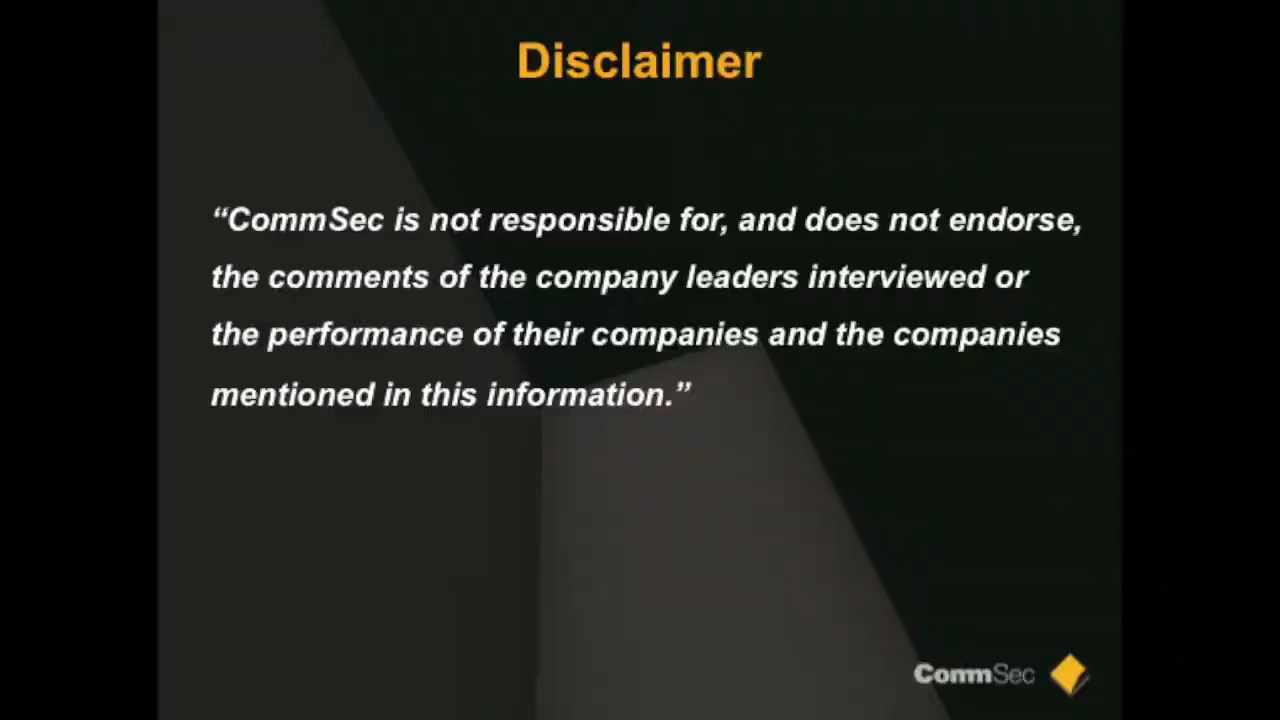 Disclaimer
“CommSec is not responsible for, and does not endorse,
the comments of the company leaders interviewed or
the performance of their companies and the companies
mentioned in this information.”
CommSec